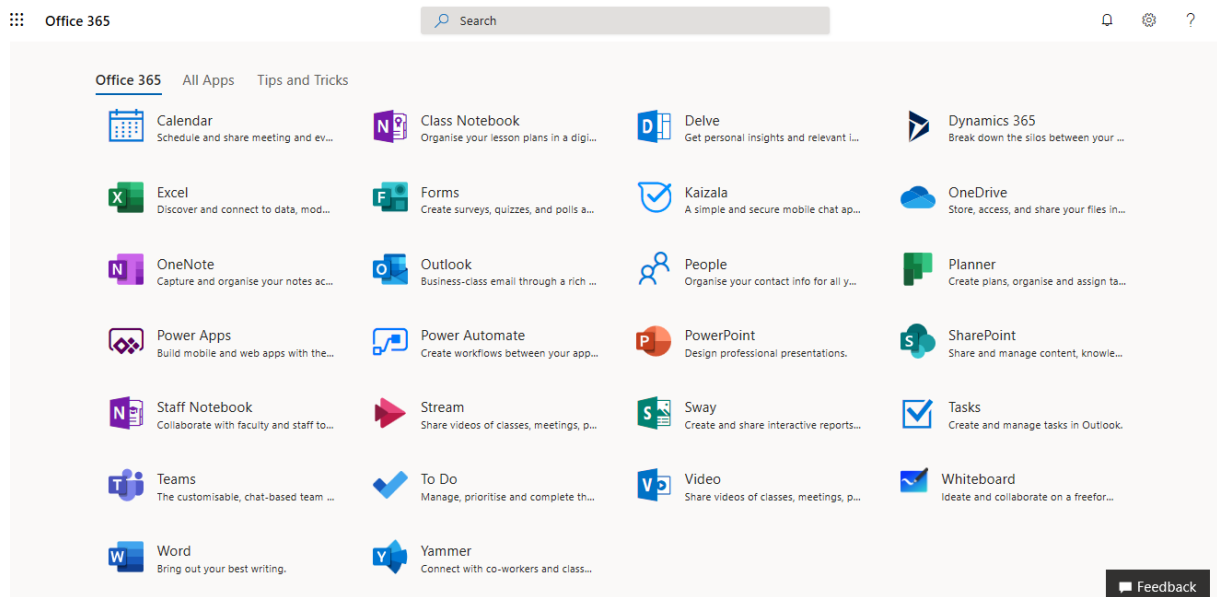 Office 365
Search
?
Office 365 All Apps Tips and Tricks
Calendar
Schedule and share meeting and ev...
Class Notebook
Organise your lesson plans in a digi...
Delve
Get personal insights and relevant i...
Dynamics 365
Break down the silos between your ...
Excel
Discover and connect to data, mod...
Forms
Create surveys, quizzes, and polls a...
Kaizala
A simple and secure mobile chat ap...
OneDrive
Store, access, and share your files in...
OneNote
Capture and organise your notes ac...
Outlook
Business-class email through a rich ...
People
Organise your contact info for all y...
Planner
Create plans, organise and assign ta...
Power Apps
Build mobile and web apps with the...
Power Automate
Create workflows between your app...
PowerPoint
Design professional presentations.
SharePoint
Share and manage content, knowle...
Staff Notebook
Collaborate with faculty and staff to...
Stream
Share videos of classes, meetings, p...
Sway
Create and share interactive reports...
Tasks
Create and manage tasks in Outlook.
Teams
The customisable, chat-based team ...
To Do
Manage, prioritise and complete th...
Video
Share videos of classes, meetings, p...
Whiteboard
Ideate and collaborate on a freefor...
Word
Bring out your best writing.
Yammer
Connect with co-workers and class...
Feedback